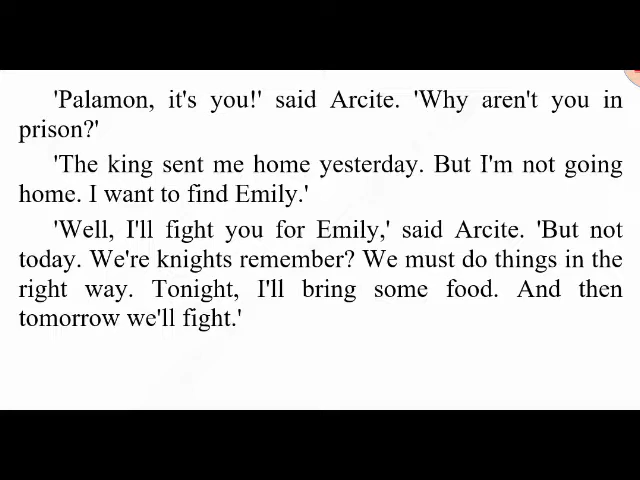 'Palamon, it's you!' said Arcite. 'Why aren't you in
prison?'
'The king sent me home yesterday. But I'm not going
home. I want to find Emily.'
'Well, I'll fight you for Emily,' said Arcite. 'But not
today. We're knights remember? We must do things in the
right way. Tonight, I'll bring some food. And then
tomorrow we'll fight.'